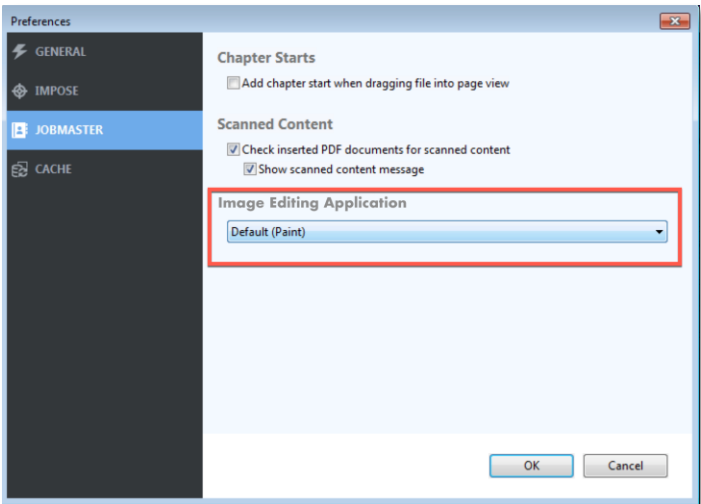 Preferences
GENERAL
IMPOSE
JOBMASTER
CACHE
Chapter Starts
Add chapter start when dragging file into page view
Scanned Content
Check inserted PDF documents for scanned content
Show scanned content message
Image Editing Application
Default (Paint)
OK
Cancel